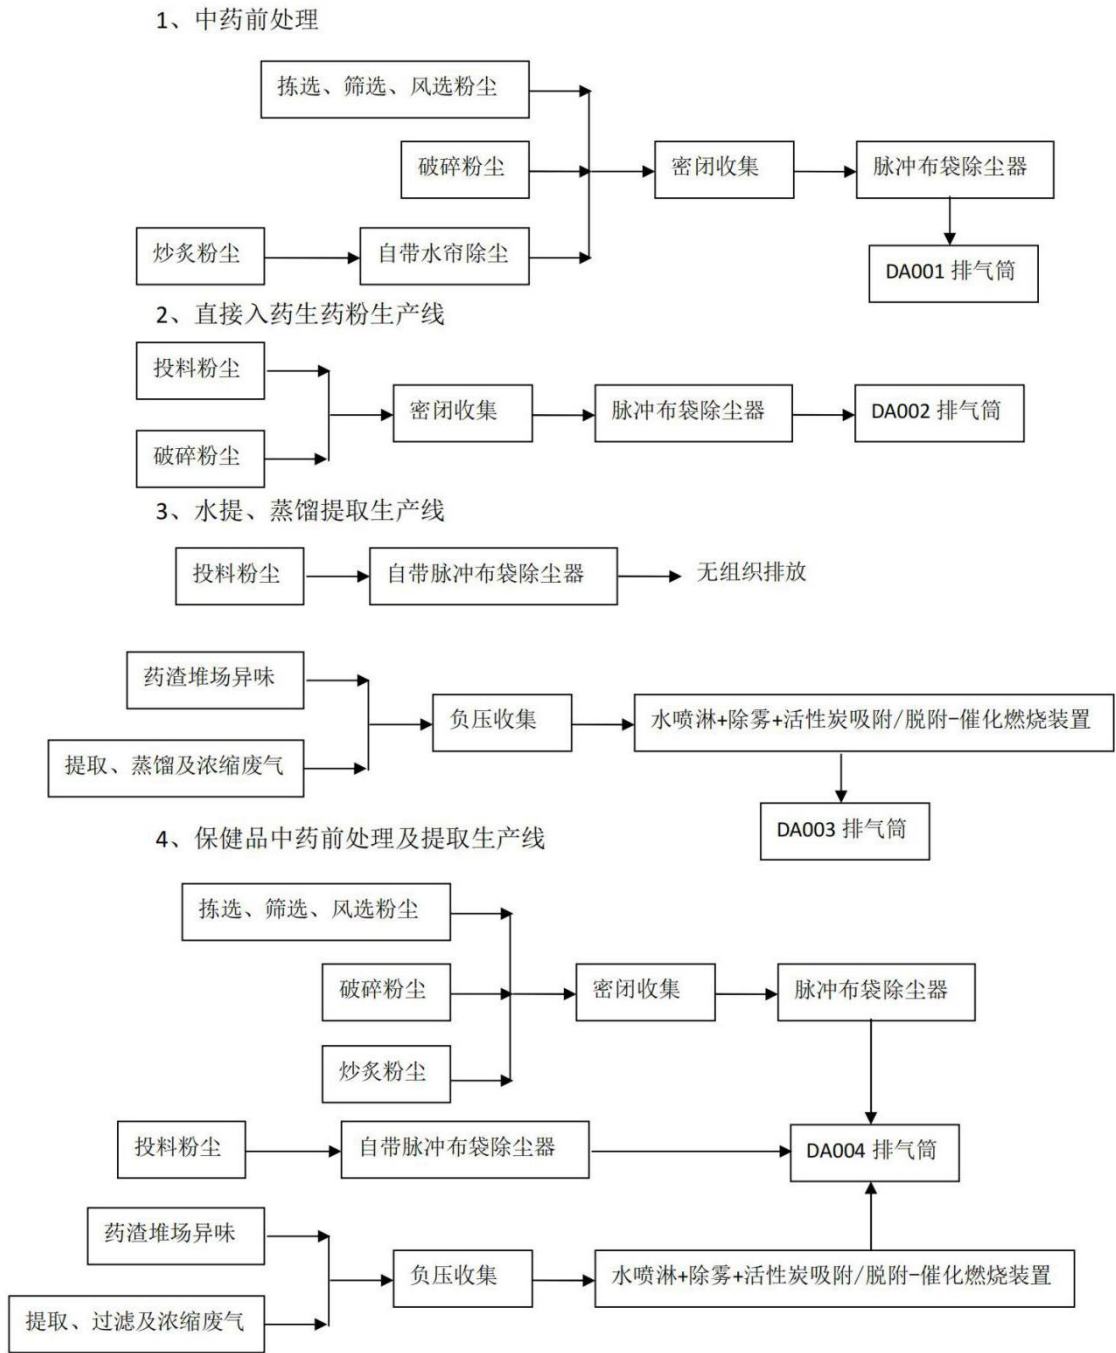 1、中药前处理
拣选、筛选、风选粉尘
破碎粉尘
密闭收集
脉冲布袋除尘器
炒炙粉尘
自带水帘除尘
DA001 排气筒
2、直接入药生药粉生产线
投料粉尘
密闭收集
脉冲布袋除尘器
DA002 排气筒
破碎粉尘
3、水提、蒸馏提取生产线
投料粉尘
自带脉冲布袋除尘器
无组织排放
药渣堆场异味
负压收集
水喷淋+除雾+活性炭吸附/脱附-催化燃烧装置
提取、蒸馏及浓缩废气
DA003 排气筒
4、保健品中药前处理及提取生产线
拣选、筛选、风选粉尘
破碎粉尘
密闭收集
脉冲布袋除尘器
炒炙粉尘
投料粉尘
自带脉冲布袋除尘器
DA004 排气筒
药渣堆场异味
负压收集
水喷淋+除雾+活性炭吸附/脱附-催化燃烧装置
提取、过滤及浓缩废气